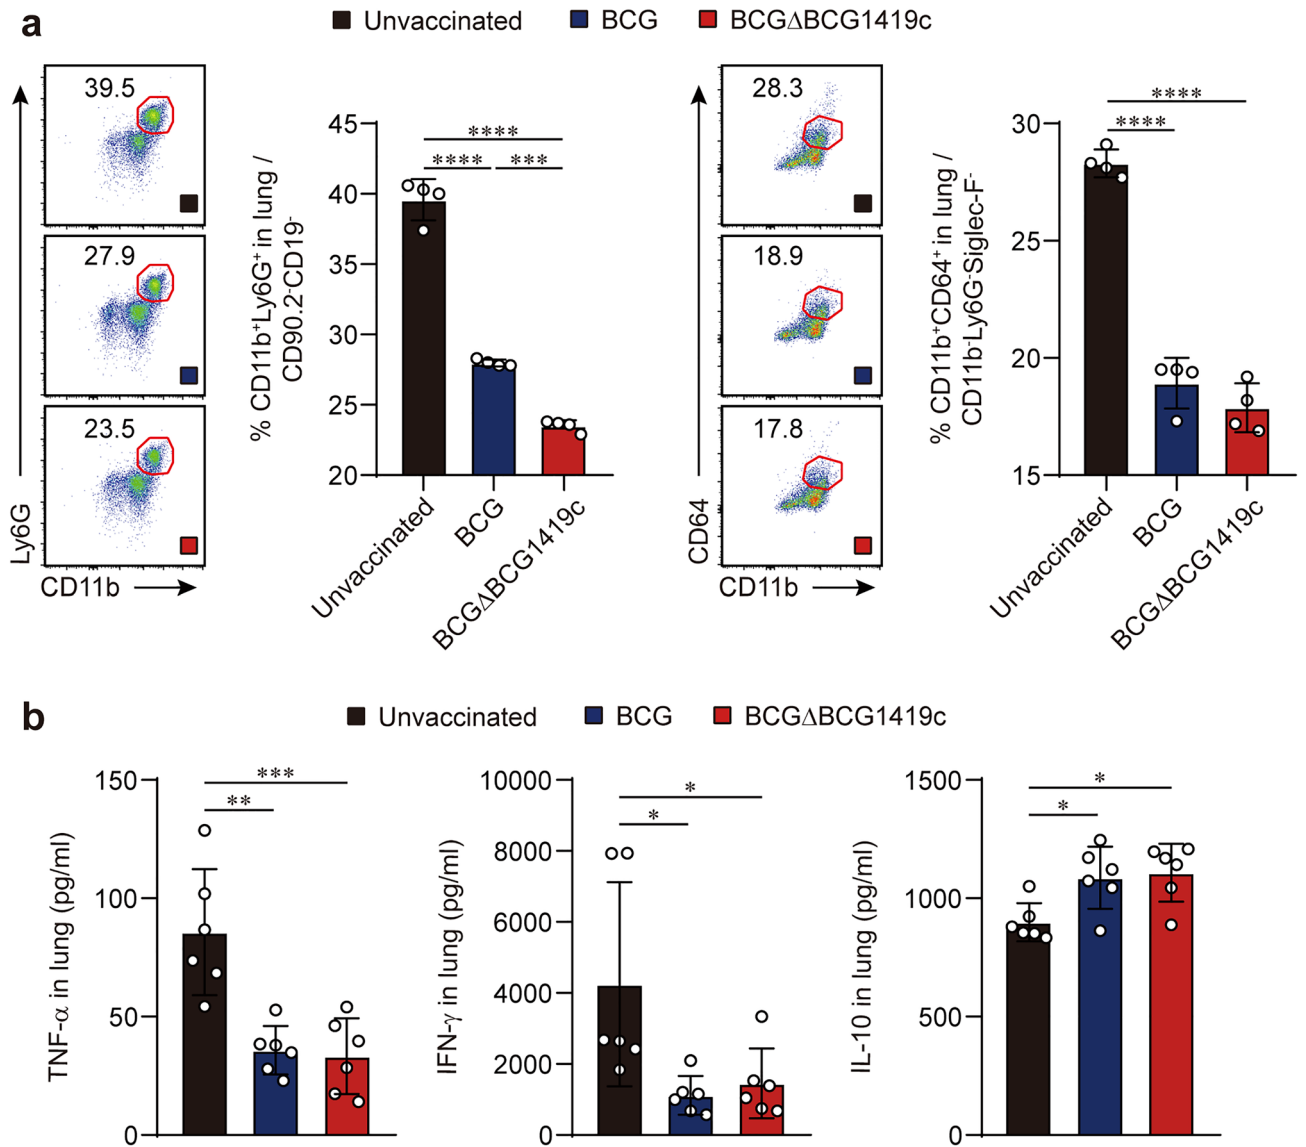 a
Unvaccinated BCG BCGΔBCG1419c
39.5
27.9
23.5
Ly6G
CD11b
% CD11b⁺Ly6G⁺ in lung /
CD90.2⁻CD19⁻
45
40
35
30
25
20
****
**** ***
Unvaccinated
BCG
BCGΔBCG1419c
28.3
18.9
17.8
CD64
CD11b
% CD11b⁺CD64⁺ in lung /
CD11b⁻Ly6G⁻Siglec-F⁻
30
25
20
15
****
****
Unvaccinated
BCG
BCGΔBCG1419c
b
Unvaccinated BCG BCGΔBCG1419c
TNF-α in lung (pg/ml)
150
100
50
0
***
**
IFN-γ in lung (pg/ml)
10000
8000
6000
4000
2000
0
*
*
IL-10 in lung (pg/ml)
1500
1000
500
0
*
*